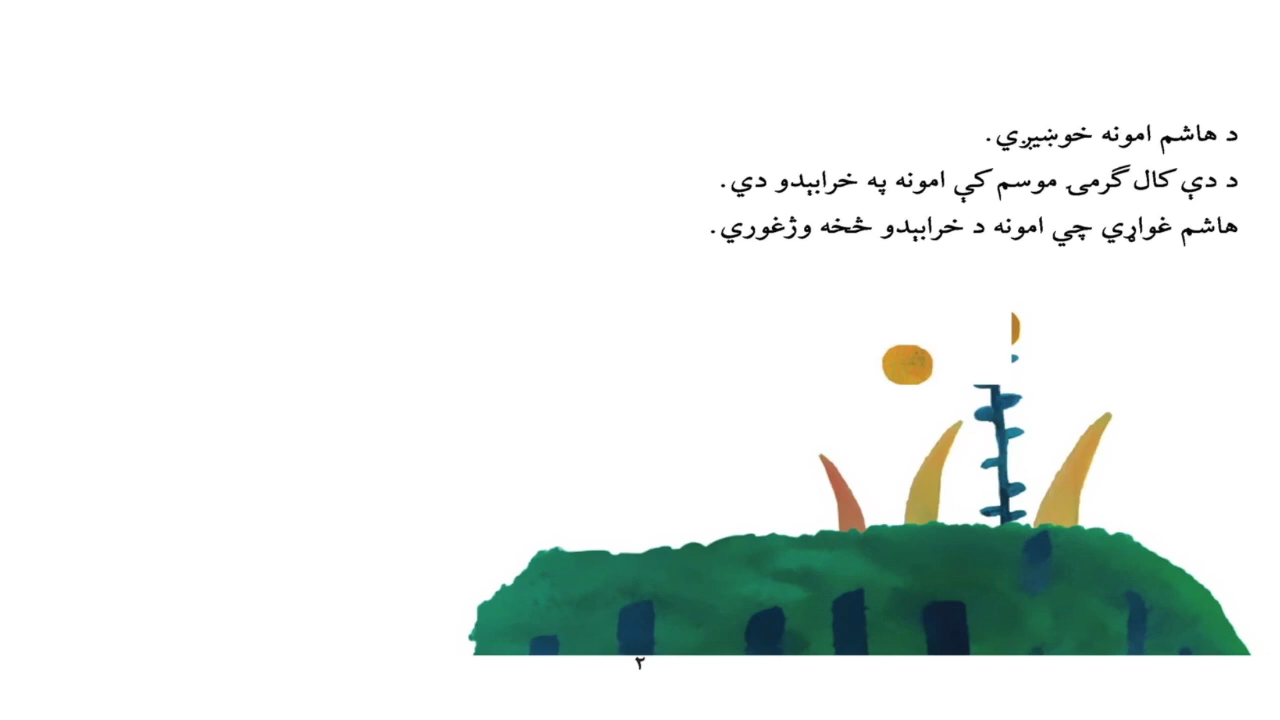 د هاشم امونه خوښیږي.
د دې کال ګرمۍ موسم کې امونه په خرابېدو دي.
هاشم غواړي چې امونه د خرابېدو څخه وژغوري.
۲